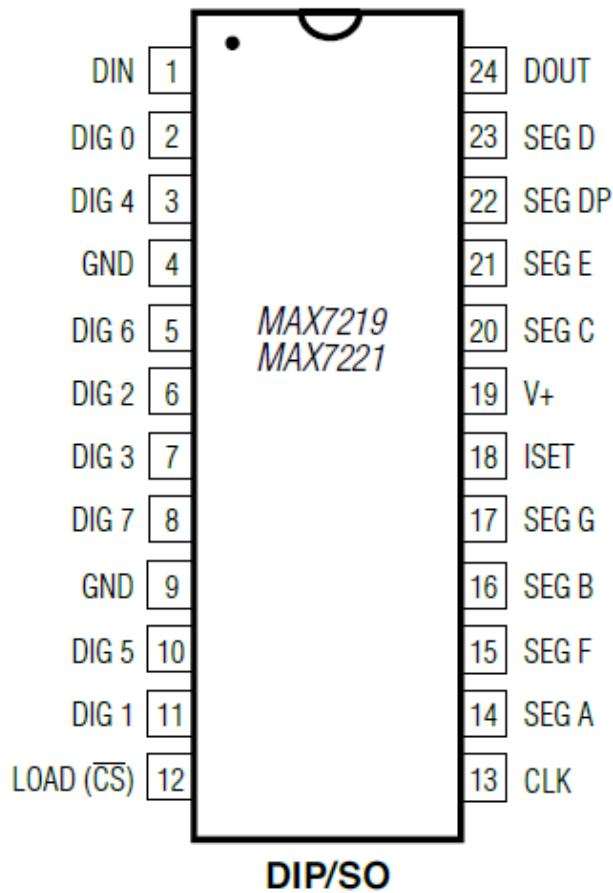 DIN 1 24 DOUT
DIG 0 2 23 SEG D
DIG 4 3 22 SEG DP
GND 4 21 SEG E
DIG 6 5 MAX7219 20 SEG C
MAX7221
DIG 2 6 19 V+
DIG 3 7 18 ISET
DIG 7 8 17 SEG G
GND 9 16 SEG B
DIG 5 10 15 SEG F
DIG 1 11 14 SEG A
LOAD (C̅S̅) 12 13 CLK
DIP/SO